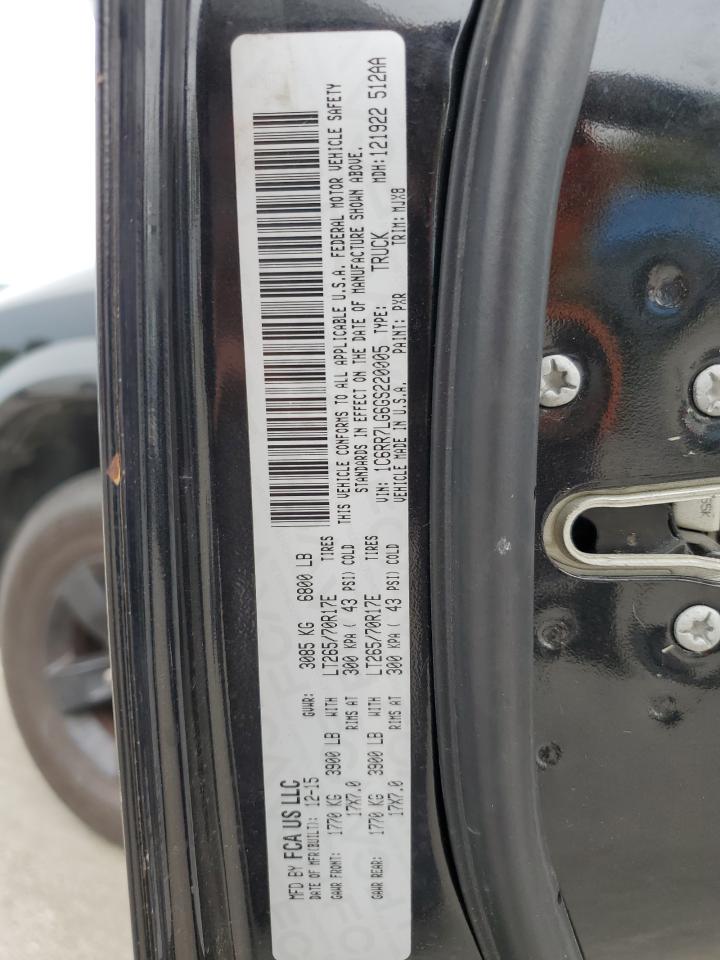 MFD BY FCA US LLC
DATE OF MFR(BUILT): 12-15 GVWR: 3085 KG 6800 LB
GAWR FRONT: 1770 KG 3900 LB WITH LT265/70R17E TIRES
17X7.0 RIMS AT 300 KPA ( 43 PSI) COLD
GAWR REAR: 1770 KG 3900 LB WITH LT265/70R17E TIRES
17X7.0 RIMS AT 300 KPA ( 43 PSI) COLD
THIS VEHICLE CONFORMS TO ALL APPLICABLE U.S.A. FEDERAL MOTOR VEHICLE SAFETY
STANDARDS IN EFFECT ON THE DATE OF MANUFACTURE SHOWN ABOVE.
VIN: 1C6RR7LG6GS220005 TYPE: TRUCK MDH: 121922 512AA
VEHICLE MADE IN U.S.A. PAINT: PXR TRIM: MJX8